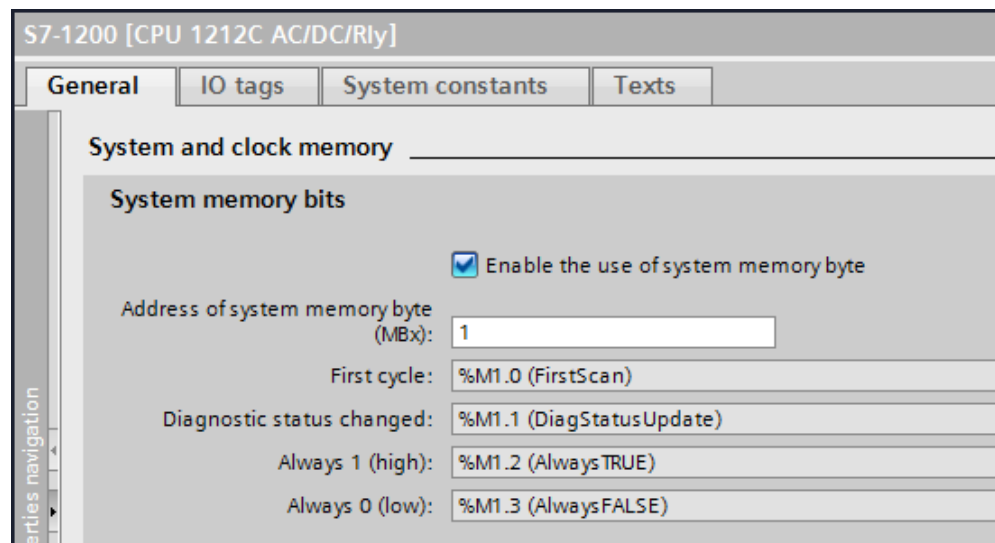 S7-1200 [CPU 1212C AC/DC/Rly]
General IO tags System constants Texts
System and clock memory
System memory bits
Enable the use of system memory byte
Address of system memory byte
(MBx): 1
First cycle: %M1.0 (FirstScan)
Diagnostic status changed: %M1.1 (DiagStatusUpdate)
Always 1 (high): %M1.2 (AlwaysTRUE)
Always 0 (low): %M1.3 (AlwaysFALSE)
navigation